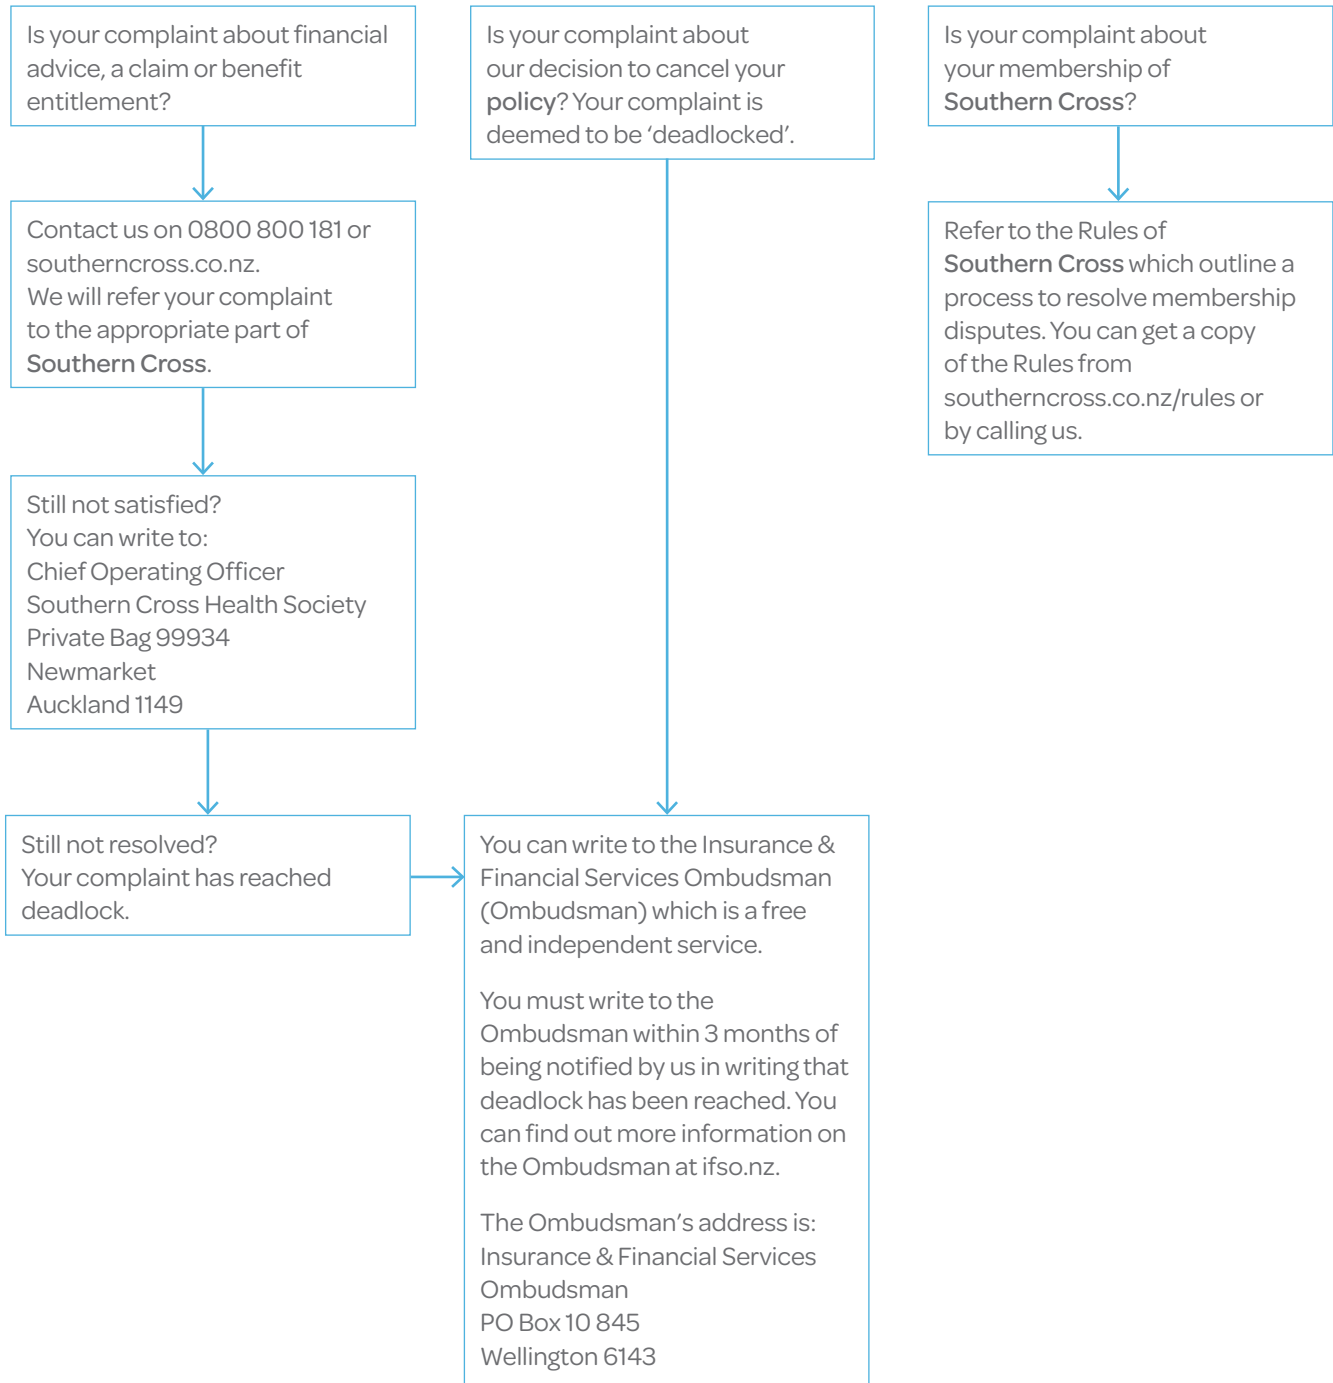 Is your complaint about financial
advice, a claim or benefit
entitlement?
Contact us on 0800 800 181 or
southerncross.co.nz.
We will refer your complaint
to the appropriate part of
Southern Cross.
Still not satisfied?
You can write to:
Chief Operating Officer
Southern Cross Health Society
Private Bag 99934
Newmarket
Auckland 1149
Still not resolved?
Your complaint has reached
deadlock.
Is your complaint about
our decision to cancel your
policy? Your complaint is
deemed to be ‘deadlocked’.
You can write to the Insurance &
Financial Services Ombudsman
(Ombudsman) which is a free
and independent service.
You must write to the
Ombudsman within 3 months of
being notified by us in writing that
deadlock has been reached. You
can find out more information on
the Ombudsman at ifso.nz.
The Ombudsman’s address is:
Insurance & Financial Services
Ombudsman
PO Box 10 845
Wellington 6143
Is your complaint about
your membership of
Southern Cross?
Refer to the Rules of
Southern Cross which outline a
process to resolve membership
disputes. You can get a copy
of the Rules from
southerncross.co.nz/rules or
by calling us.